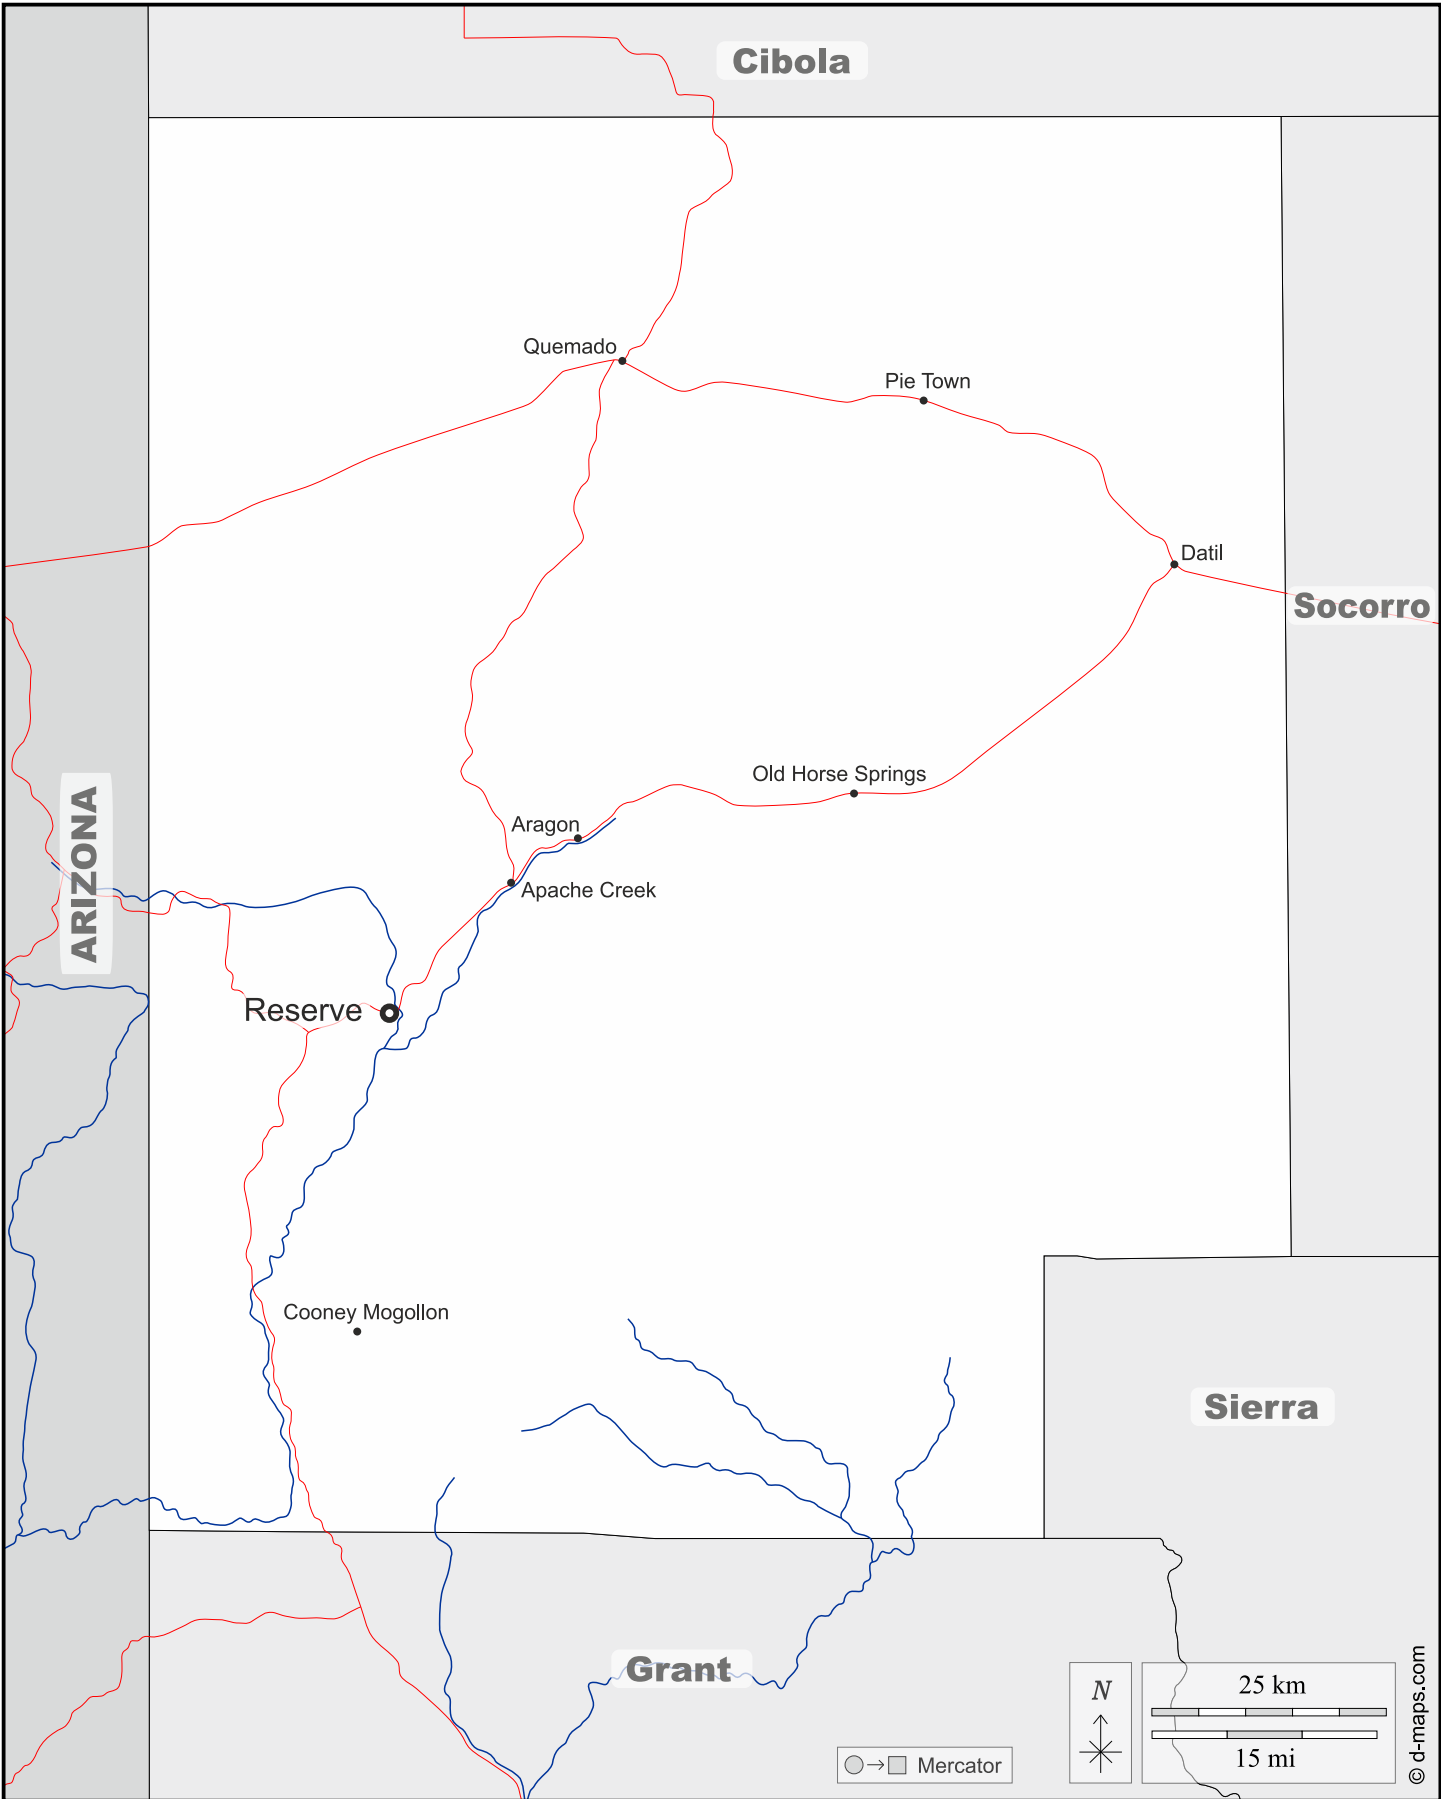 Cibola
Quemado
Pie Town
Datil
Socorro
Old Horse Springs
ARIZONA
Aragon
Apache Creek
Reserve
Cooney Mogollon
Sierra
Grant
N
25 km
15 mi
Mercator
© d-maps.com